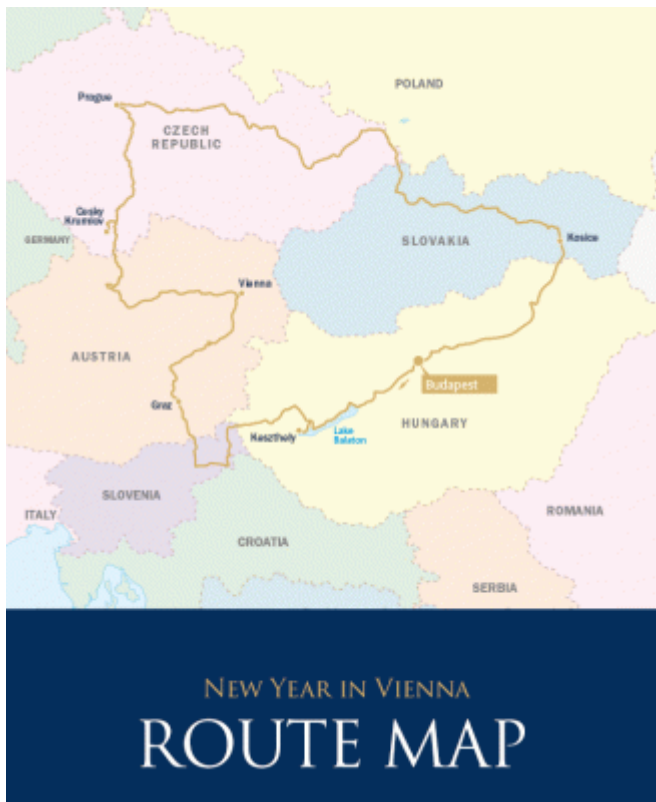 POLAND
Prague
CZECH
REPUBLIC
Cesky
Krumlov
GERMANY
SLOVAKIA
Kosice
Vienna
AUSTRIA
Budapest
Graz
HUNGARY
Keszthely
Lake
Balaton
SLOVENIA
ITALY
ROMANIA
CROATIA
SERBIA
NEW YEAR IN VIENNA
ROUTE MAP